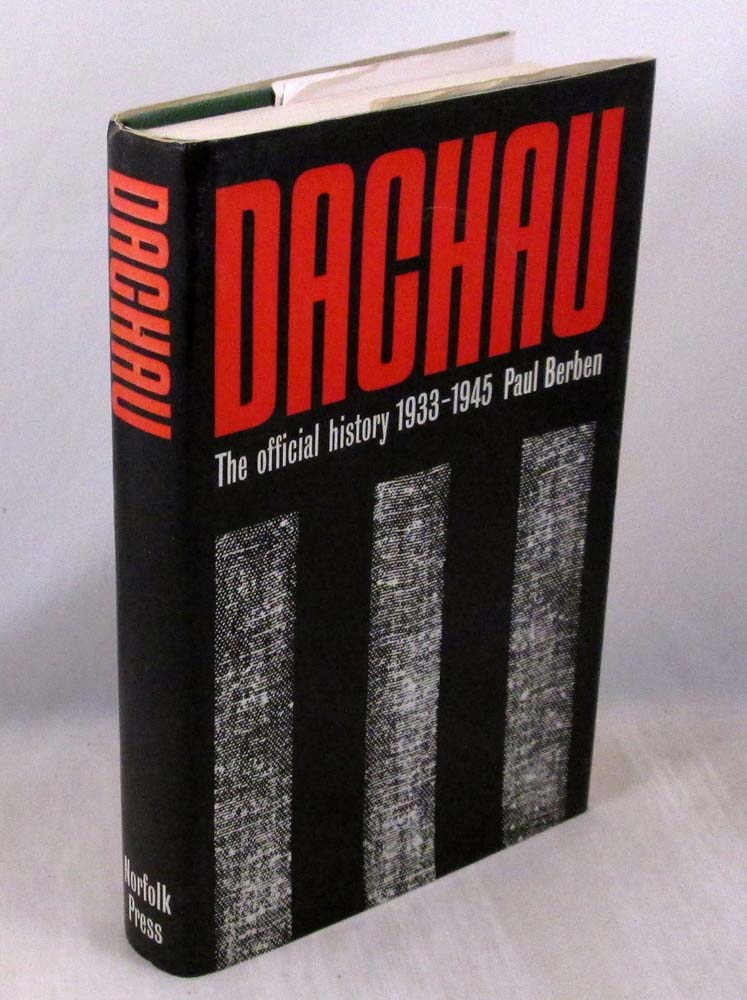 DACHAU
The official history 1933-1945 Paul Berben
DACHAU
Norfolk
Press